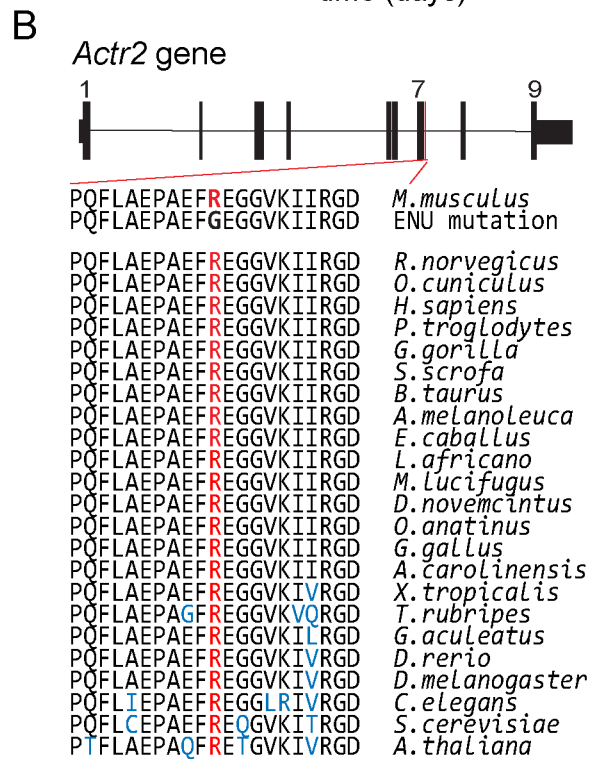 (days)
B
Actr2 gene
1 7 9
PQFLAEPAEFREGGVKIIRGD M.musculus
PQFLAEPAEFGEGGVKIIRGD ENU mutation
PQFLAEPAEFREGGVKIIRGD R.norvegicus
PQFLAEPAEFREGGVKIIRGD O.cuniculus
PQFLAEPAEFREGGVKIIRGD H.sapiens
PQFLAEPAEFREGGVKIIRGD P.troglodytes
PQFLAEPAEFREGGVKIIRGD G.gorilla
PQFLAEPAEFREGGVKIIRGD S.scrofa
PQFLAEPAEFREGGVKIIRGD B.taurus
PQFLAEPAEFREGGVKIIRGD A.melanoleuca
PQFLAEPAEFREGGVKIIRGD E.caballus
PQFLAEPAEFREGGVKIIRGD L.africano
PQFLAEPAEFREGGVKIIRGD M.lucifugus
PQFLAEPAEFREGGVKIIRGD D.novemcintus
PQFLAEPAEFREGGVKIIRGD O.anatinus
PQFLAEPAEFREGGVKIIRGD G.gallus
PQFLAEPAEFREGGVKIIRGD A.carolinensis
PQFLAEPAEFREGGVKIVRGD X.tropicalis
PQFLAEPAGFREGGVKVQRGD T.rubripes
PQFLAEPAEFREGGVKILRGD G.aculeatus
PQFLAEPAEFREGGVKIVRGD D.rerio
PQFLAEPAEFREGGVKIVRGD D.melanogaster
PQFLIEPAEFREGGLRIVRGD C.elegans
PQFLCEPAEFREQGVKITRGD S.cerevisiae
PTFLAEPAQFRETGVKIVRGD A.thaliana